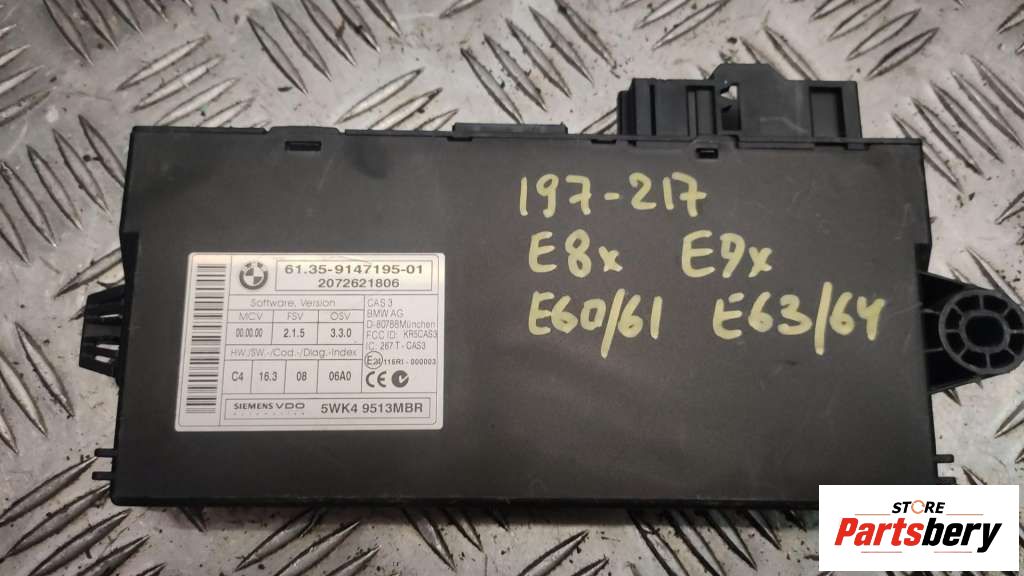 197-217
E8x E9x
E60/61 E63/64
61.35-9147195-01
2072621806
Software, Version
MCV FSV OSV
00.00.00 2.1.5 3.3.0
HW./SW.-/Cod.-/Diag.-Index
C4 16.3 08 06A0
CAS 3
BMW AG
D-80788München
FCC ID: KR5CAS3
IC: 267 T - CAS3
116RI - 000003
CE
SIEMENS VDO 5WK4 9513MBR
STORE
Partsbery